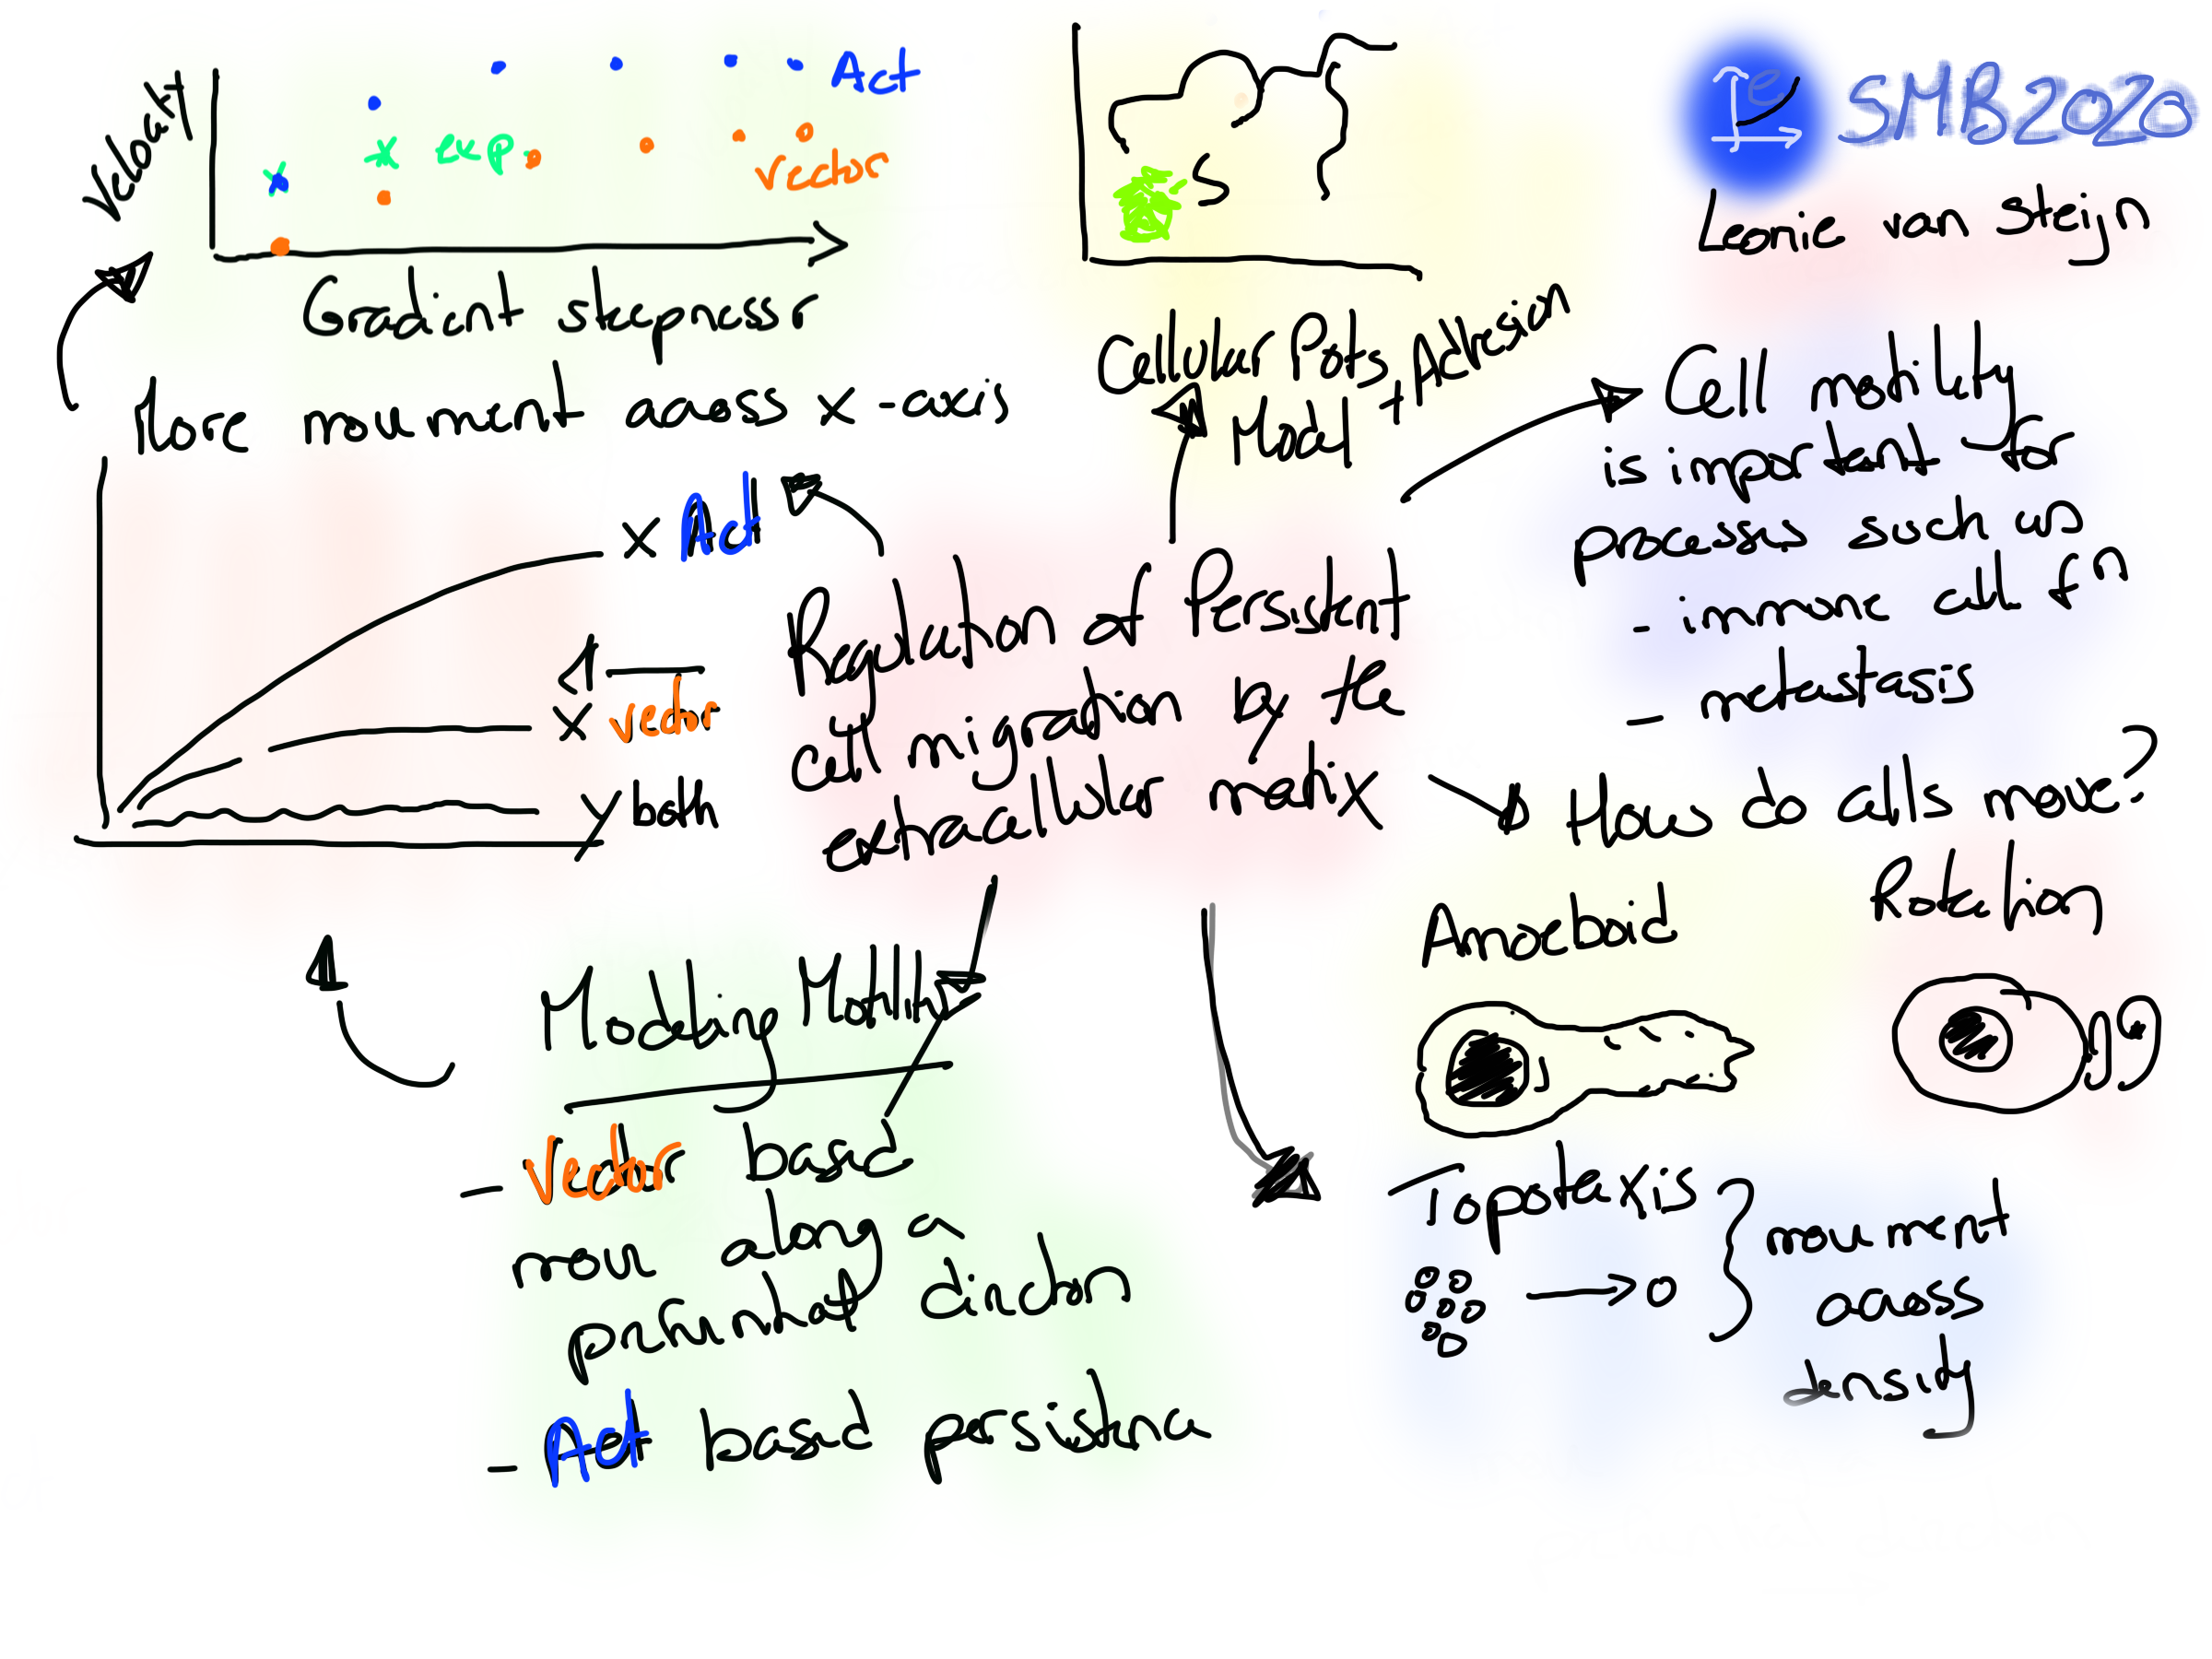 SMB2020
Leonie van Steijn
Velocity
Act
exp.
vector
Gradient steepness r
More movement across x-axis
x Act
x vector
y both
Cellular Pots
Model + Adhesion
Regulation of Persistent
cell migration by the
extracellular matrix
Cell motility
is important for
processes such as
- immune cell fn
- metastasis
How do cells move?
Amoeboid
Rotation
Topotaxis
movement
across
density
Modeling Motility
- Vector based
move along a
direction
- Act based persistence